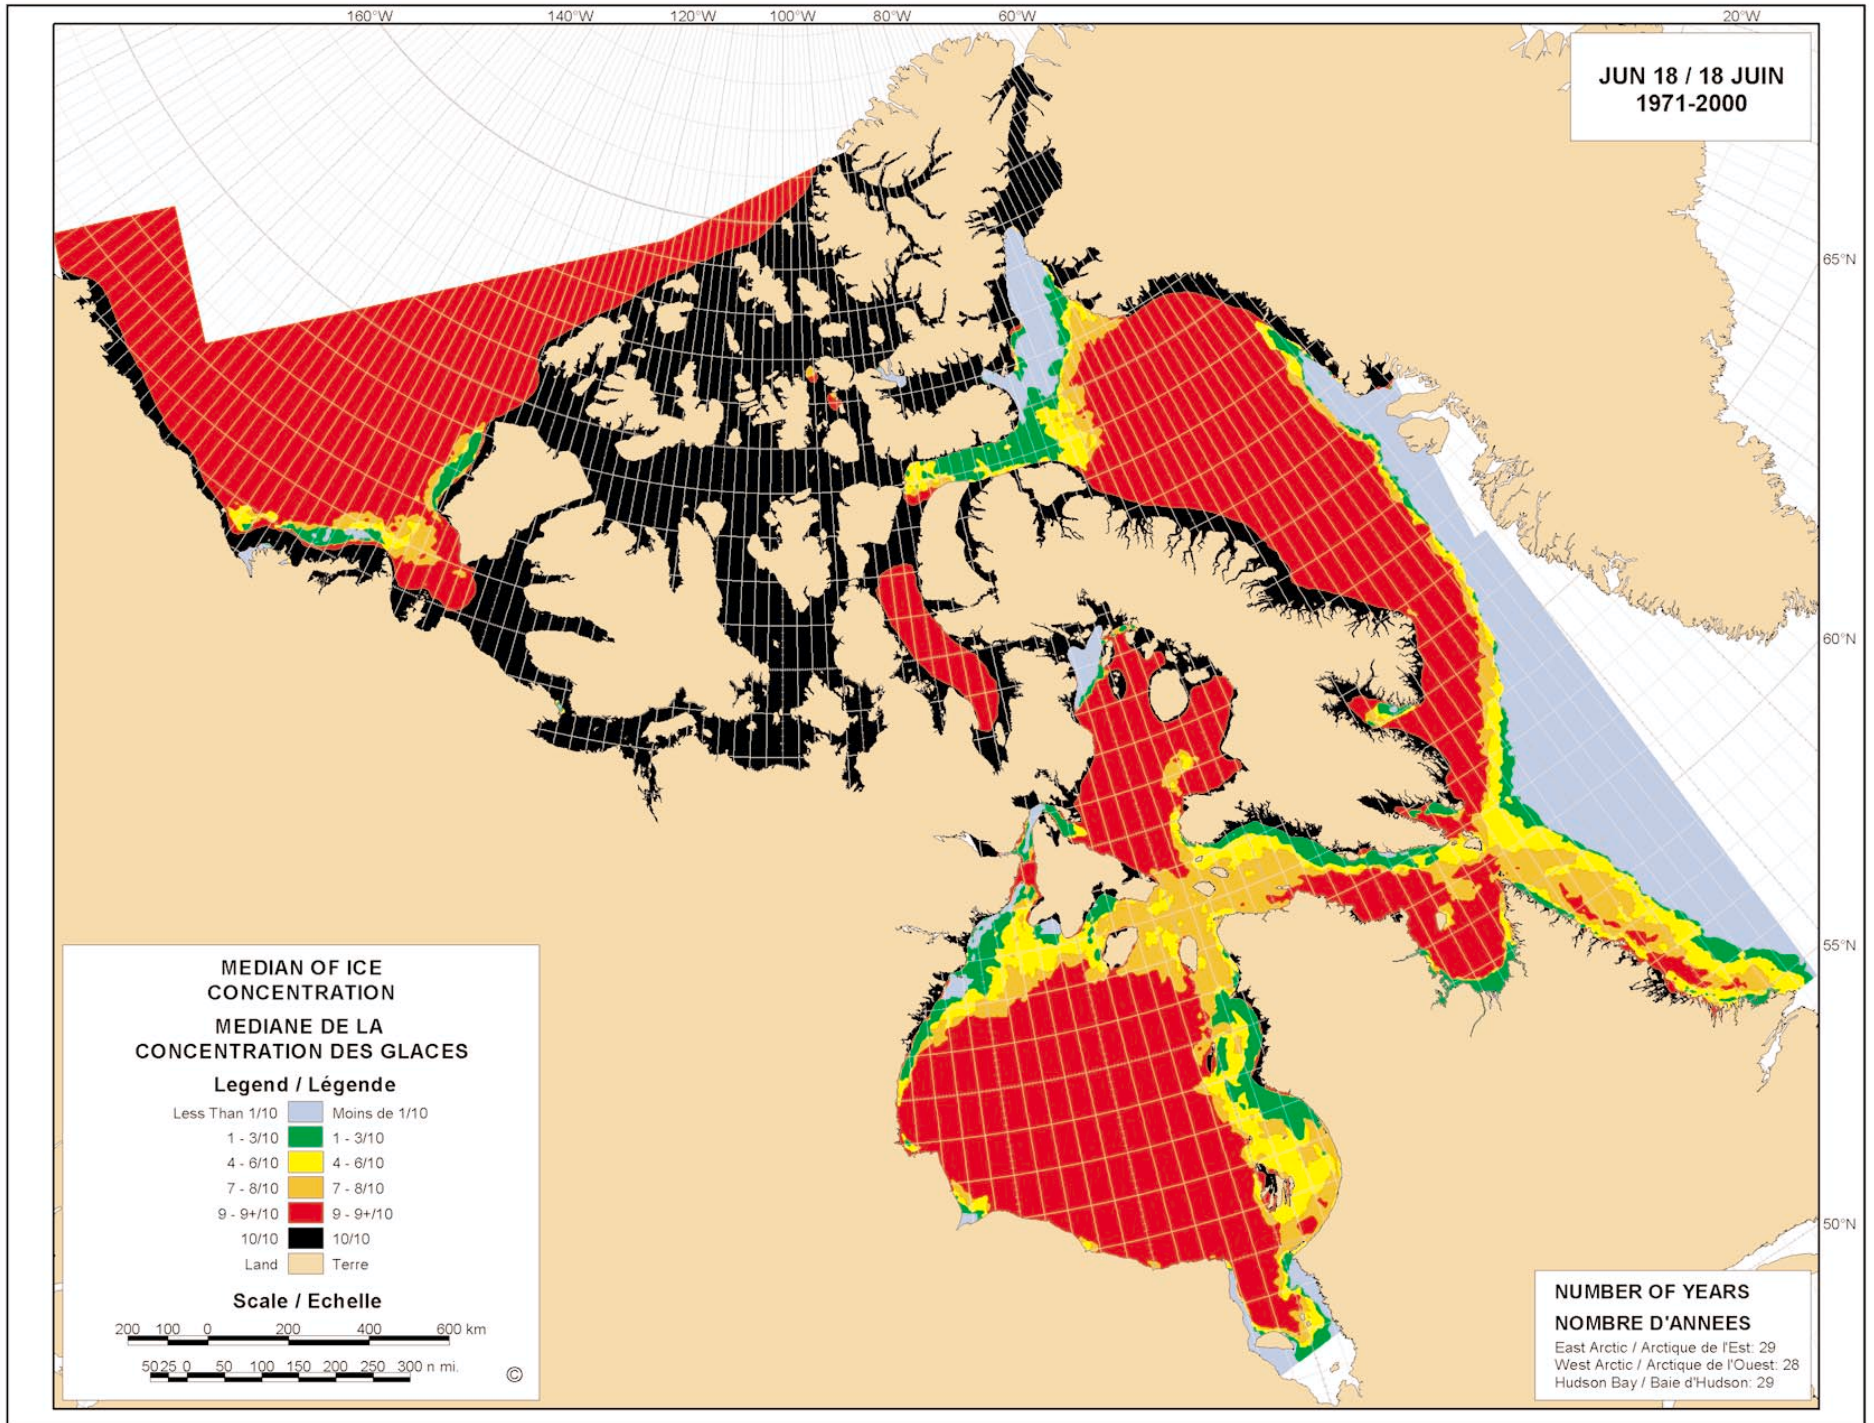 160°W 140°W 120°W 100°W 80°W 60°W 20°W
JUN 18 / 18 JUIN
1971-2000
65°N
60°N
55°N
50°N
MEDIAN OF ICE
CONCENTRATION
MEDIANE DE LA
CONCENTRATION DES GLACES
Legend / Légende
Less Than 1/10 Moins de 1/10
1 - 3/10 1 - 3/10
4 - 6/10 4 - 6/10
7 - 8/10 7 - 8/10
9 - 9+/10 9 - 9+/10
10/10 10/10
Land Terre
Scale / Echelle
200 100 0 200 400 600 km
50 25 0 50 100 150 200 250 300 n mi.
©
NUMBER OF YEARS
NOMBRE D'ANNEES
East Arctic / Arctique de l'Est: 29
West Arctic / Arctique de l'Ouest: 28
Hudson Bay / Baie d'Hudson: 29